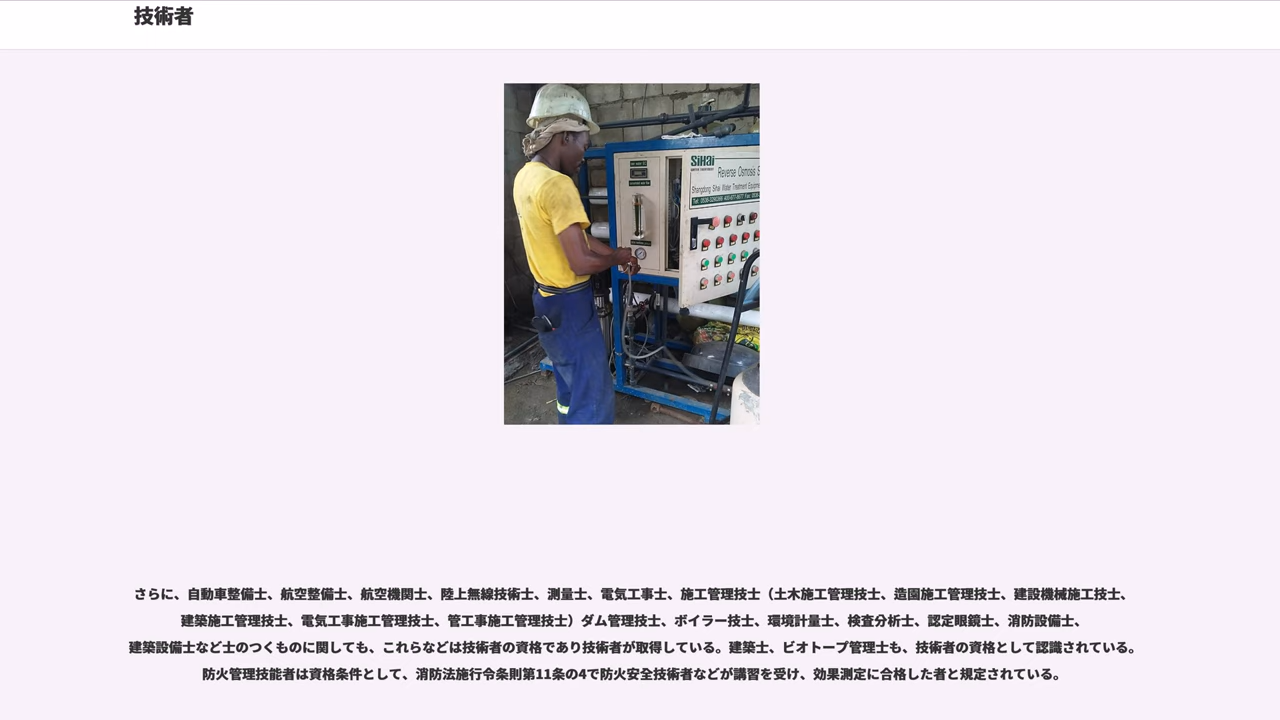 技術者
SiHai
Reverse Osmosis S
Shangdong Sihai Water Treatment Equipme
さらに、自動車整備士、航空整備士、航空機関士、陸上無線技術士、測量士、電気工事士、施工管理技士（土木施工管理技士、造園施工管理技士、建設機械施工技士、
建築施工管理技士、電気工事施工管理技士、管工事施工管理技士）ダム管理技士、ボイラー技士、環境計量士、検査分析士、認定眼鏡士、消防設備士、
建築設備士など士のつくものに関しても、これらなどは技術者の資格であり技術者が取得している。建築士、ビオトープ管理士も、技術者の資格として認識されている。
防火管理技能者は資格条件として、消防法施行令条則第11条の4で防火安全技術者などが講習を受け、効果測定に合格した者と規定されている。